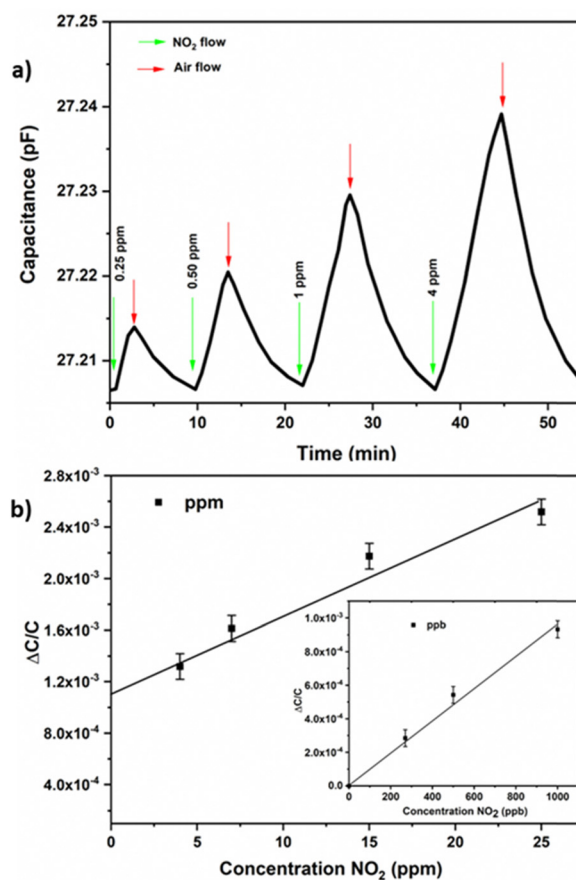 a)
27.25
27.24
27.23
27.22
27.21
Capacitance (pF)
NO₂ flow
Air flow
0.25 ppm
0.50 ppm
1 ppm
4 ppm
0 10 20 30 40 50
Time (min)
b)
2.8x10⁻³
2.4x10⁻³
2.0x10⁻³
1.6x10⁻³
1.2x10⁻³
8.0x10⁻⁴
4.0x10⁻⁴
ΔC/C
ppm
0 5 10 15 20 25
Concentration NO₂ (ppm)
1.0x10⁻³
8.0x10⁻⁴
6.0x10⁻⁴
4.0x10⁻⁴
2.0x10⁻⁴
0.0
ΔC/C
ppb
0 200 400 600 800 1000
Concentration NO₂ (ppb)